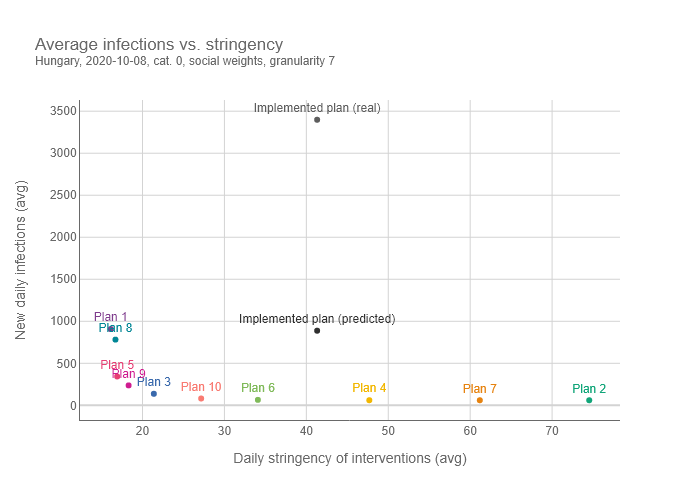 Average infections vs. stringency
Hungary, 2020-10-08, cat. 0, social weights, granularity 7
New daily infections (avg)
3500
3000
2500
2000
1500
1000
500
0
Implemented plan (real)
Implemented plan (predicted)
Plan 1
Plan 8
Plan 5
Plan 9
Plan 3
Plan 10
Plan 6
Plan 4
Plan 7
Plan 2
20
30
40
50
60
70
Daily stringency of interventions (avg)